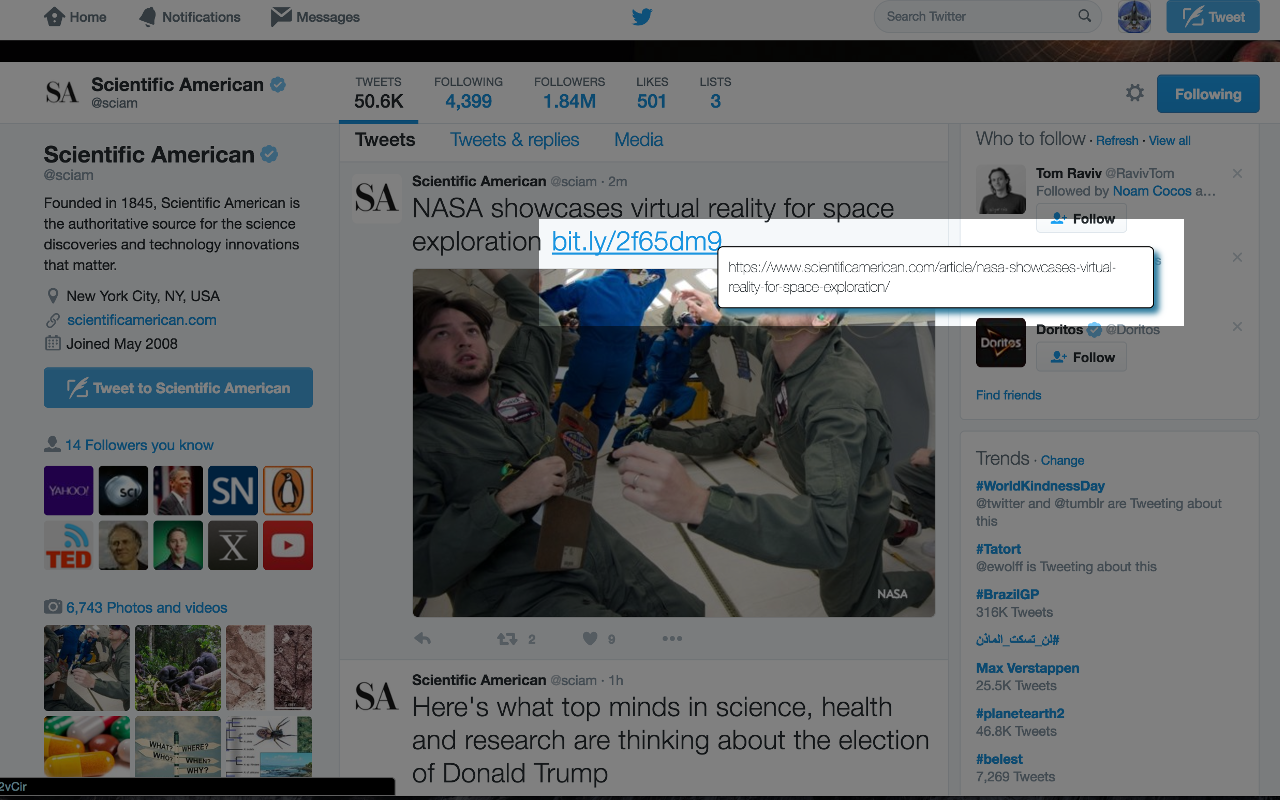 Home
Notifications
Messages
Search Twitter
Tweet
SA
Scientific American
@sciam
TWEETS
50.6K
FOLLOWING
4,399
FOLLOWERS
1.84M
LIKES
501
LISTS
3
Following
Scientific American
@sciam
Founded in 1845, Scientific American is
the authoritative source for the science
discoveries and technology innovations
that matter.
New York City, NY, USA
scientificamerican.com
Joined May 2008
Tweet to Scientific American
14 Followers you know
YAHOO!
SCI
SN
TED
X
6,743 Photos and videos
WHAT? WHERE?
WHO? WHEN?
WHY?
2vCir
Tweets
Tweets & replies
Media
SA
Scientific American @sciam · 2m
NASA showcases virtual reality for space
exploration bit.ly/2f65dm9
https://www.scientificamerican.com/article/nasa-showcases-virtual-
reality-for-space-exploration/
NASA
2
9
SA
Scientific American @sciam · 1h
Here's what top minds in science, health
and research are thinking about the election
of Donald Trump
Who to follow · Refresh · View all
Tom Raviv @RavivTom
Followed by Noam Cocos a...
Follow
Doritos
Doritos @Doritos
Follow
Find friends
Trends · Change
#WorldKindnessDay
@twitter and @tumblr are Tweeting about
this
#Tatort
@ewolff is Tweeting about this
#BrazilGP
316K Tweets
#لن_تسكت_الماذن
Max Verstappen
25.5K Tweets
#planetearth2
46.8K Tweets
#belest
7,269 Tweets